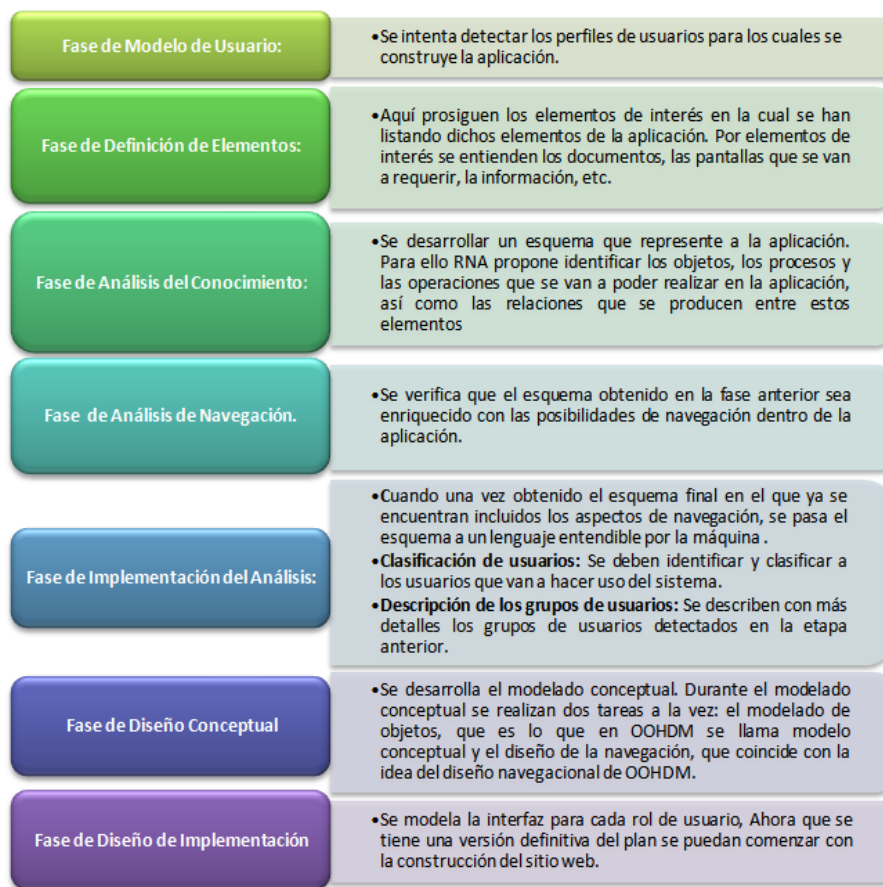 Fase de Modelo de Usuario:
•Se intenta detectar los perfiles de usuarios para los cuales se
construye la aplicación.
Fase de Definición de Elementos:
•Aquí prosiguen los elementos de interés en la cual se han
listando dichos elementos de la aplicación. Por elementos de
interés se entienden los documentos, las pantallas que se van
a requerir, la información, etc.
Fase de Análisis del Conocimiento:
•Se desarrollar un esquema que represente a la aplicación.
Para ello RNA propone identificar los objetos, los procesos y
las operaciones que se van a poder realizar en la aplicación,
así como las relaciones que se producen entre estos
elementos
Fase de Análisis de Navegación.
•Se verifica que el esquema obtenido en la fase anterior sea
enriquecido con las posibilidades de navegación dentro de la
aplicación.
Fase de Implementación del Análisis:
•Cuando una vez obtenido el esquema final en el que ya se
encuentran incluidos los aspectos de navegación, se pasa el
esquema a un lenguaje entendible por la máquina .
•Clasificación de usuarios: Se deben identificar y clasificar a
los usuarios que van a hacer uso del sistema.
•Descripción de los grupos de usuarios: Se describen con más
detalles los grupos de usuarios detectados en la etapa
anterior.
Fase de Diseño Conceptual
•Se desarrolla el modelado conceptual. Durante el modelado
conceptual se realizan dos tareas a la vez: el modelado de
objetos, que es lo que en OOHDM se llama modelo
conceptual y el diseño de la navegación, que coincide con la
idea del diseño navegacional de OOHDM.
Fase de Diseño de Implementación
•Se modela la interfaz para cada rol de usuario, Ahora que se
tiene una versión definitiva del plan se puedan comenzar con
la construcción del sitio web.